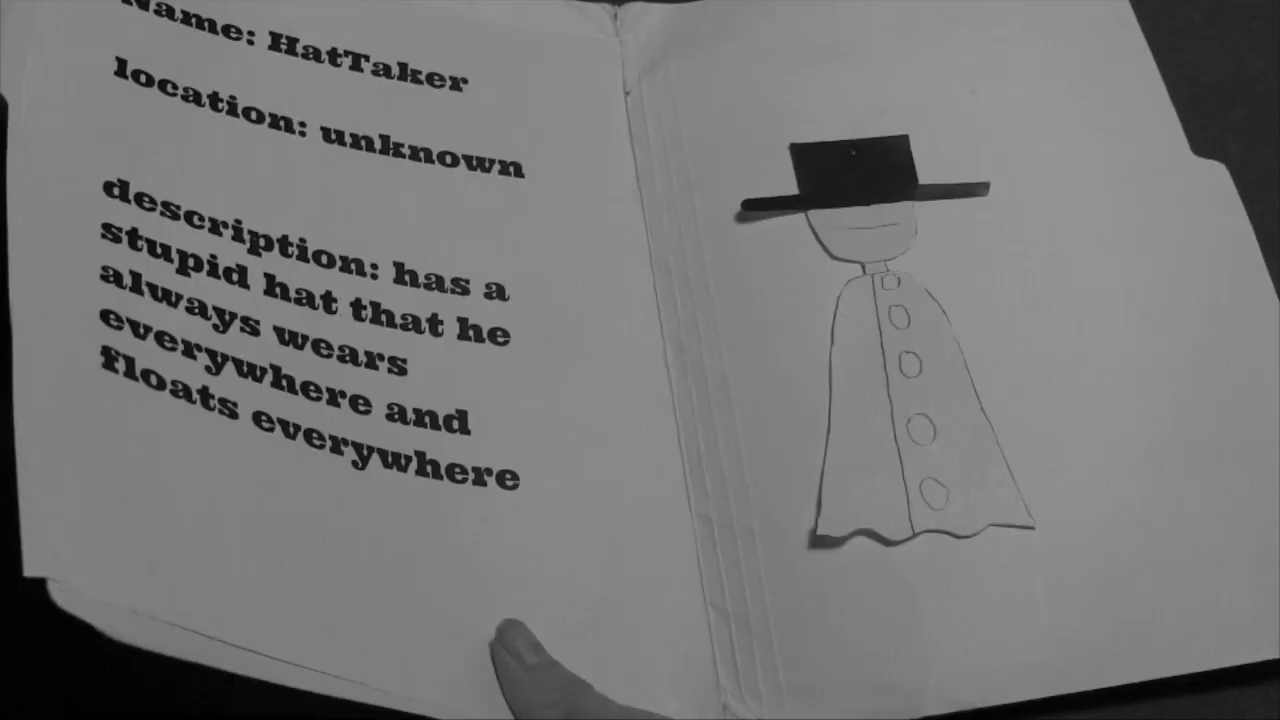 Name: HatTaker
location: unknown
description: has a
stupid hat that he
always wears
everywhere and
floats everywhere